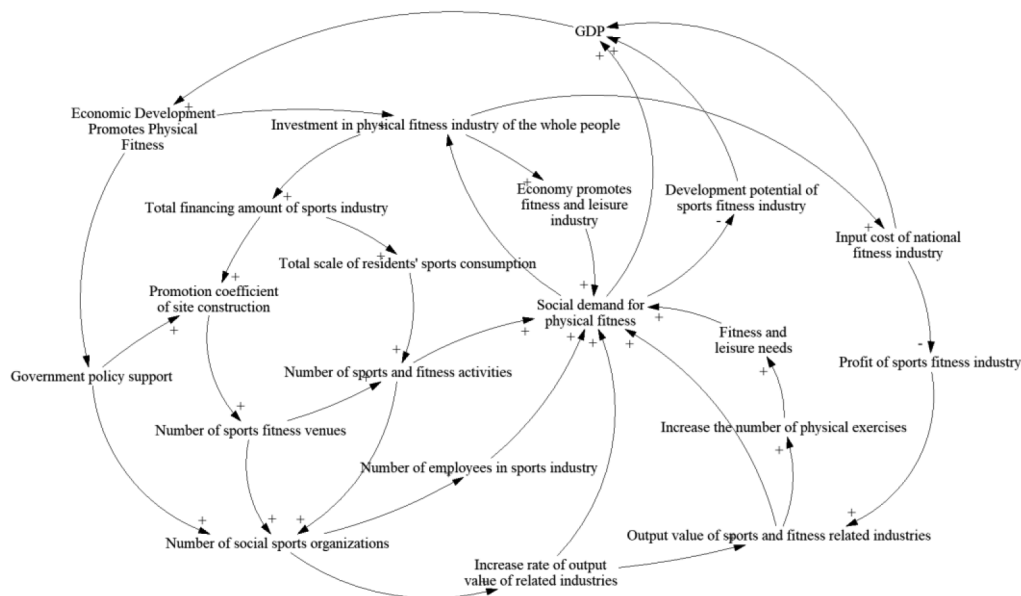 GDP
Economic Development
Promotes Physical
Fitness
Investment in physical fitness industry of the whole people
Total financing amount of sports industry
Economy promotes
fitness and leisure
industry
Development potential of
sports fitness industry
Input cost of national
fitness industry
Total scale of residents' sports consumption
Promotion coefficient
of site construction
Social demand for
physical fitness
Fitness and
leisure needs
Profit of sports fitness industry
Government policy support
Number of sports and fitness activities
Number of sports fitness venues
Increase the number of physical exercises
Number of employees in sports industry
Number of social sports organizations
Output value of sports and fitness related industries
Increase rate of output
value of related industries